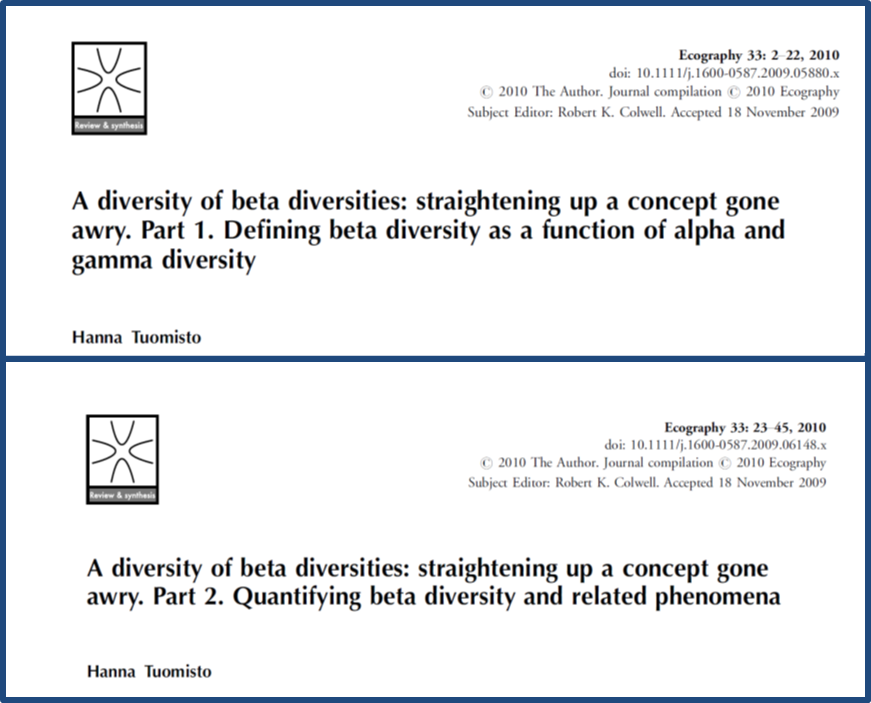 Review & synthesis
Ecography 33: 2 22, 2010
doi: 10.1111/j.1600-0587.2009.05880.x
© 2010 The Author. Journal compilation © 2010 Ecography
Subject Editor: Robert K. Colwell. Accepted 18 November 2009
A diversity of beta diversities: straightening up a concept gone
awry. Part 1. Defining beta diversity as a function of alpha and
gamma diversity
Hanna Tuomisto
Review & synthesis
Ecography 33: 23 45, 2010
doi: 10.1111/j.1600-0587.2009.06148.x
© 2010 The Author. Journal compilation © 2010 Ecography
Subject Editor: Robert K. Colwell. Accepted 18 November 2009
A diversity of beta diversities: straightening up a concept gone
awry. Part 2. Quantifying beta diversity and related phenomena
Hanna Tuomisto